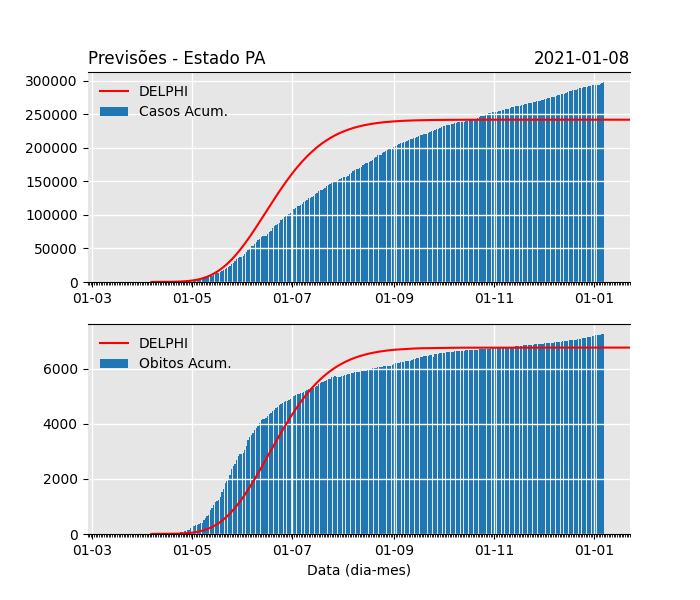 Previsões - Estado PA 2021-01-08
300000
250000
200000
150000
100000
50000
0
DELPHI
Casos Acum.
01-03 01-05 01-07 01-09 01-11 01-01
6000
4000
2000
0
DELPHI
Obitos Acum.
01-03 01-05 01-07 01-09 01-11 01-01
Data (dia-mes)